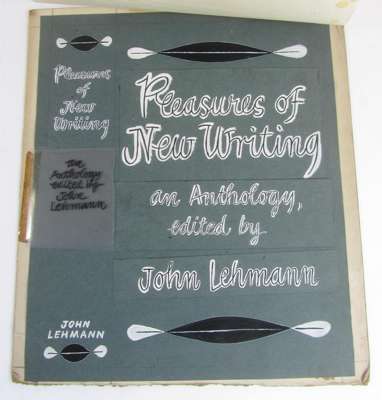 Pleasures
of
New
Writing
an
Anthology
edited by
John
Lehmann
JOHN
LEHMANN
Pleasures of
New Writing
an Anthology,
edited by
John Lehmann